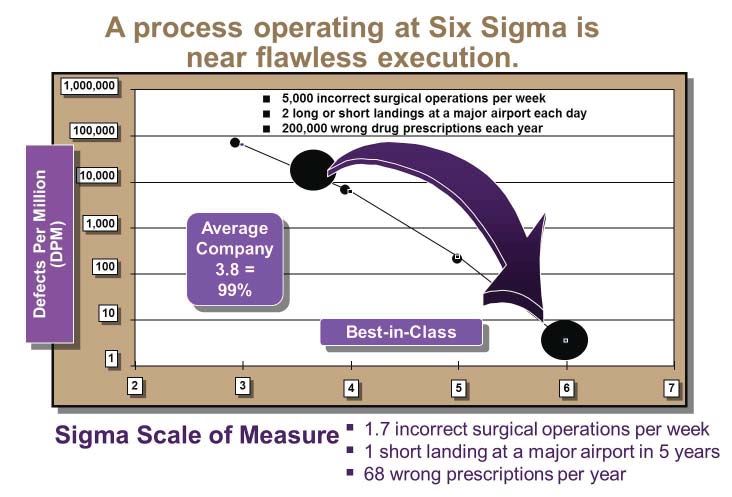 A process operating at Six Sigma is
near flawless execution.
1,000,000
100,000
10,000
1,000
100
10
1
Defects Per Million
(DPM)
■ 5,000 incorrect surgical operations per week
■ 2 long or short landings at a major airport each day
■ 200,000 wrong drug prescriptions each year
Average
Company
3.8 =
99%
Best-in-Class
2
3
4
5
6
7
Sigma Scale of Measure
▪ 1.7 incorrect surgical operations per week
▪ 1 short landing at a major airport in 5 years
▪ 68 wrong prescriptions per year